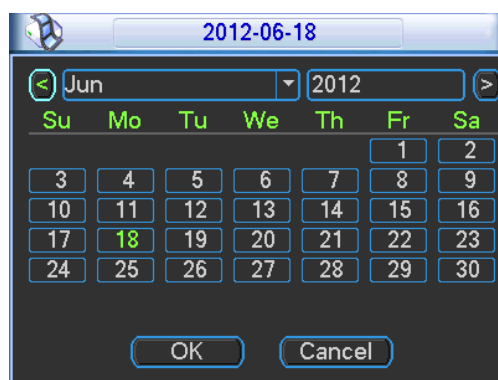 2012-06-18
< Jun 2012 >
Su Mo Tu We Th Fr Sa
1 2
3 4 5 6 7 8 9
10 11 12 13 14 15 16
17 18 19 20 21 22 23
24 25 26 27 28 29 30
OK Cancel